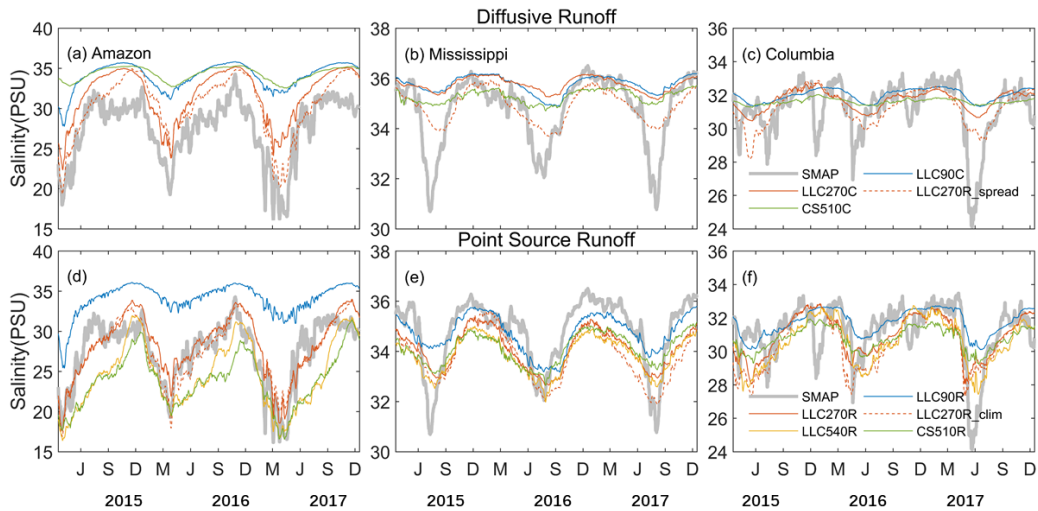 Diffusive Runoff
(a) Amazon
(b) Mississippi
(c) Columbia
Salinity(PSU)
40
35
30
25
20
15
38
36
34
32
30
36
34
32
30
28
26
24
SMAP
LLC90C
LLC270C
LLC270R_spread
CS510C
Point Source Runoff
(d)
(e)
(f)
Salinity(PSU)
40
35
30
25
20
15
38
36
34
32
30
36
34
32
30
28
26
24
SMAP
LLC90R
LLC270R
LLC270R_clim
LLC540R
CS510R
J S D M J S D M J S D
J S D M J S D M J S D
J S D M J S D M J S D
2015 2016 2017
2015 2016 2017
2015 2016 2017